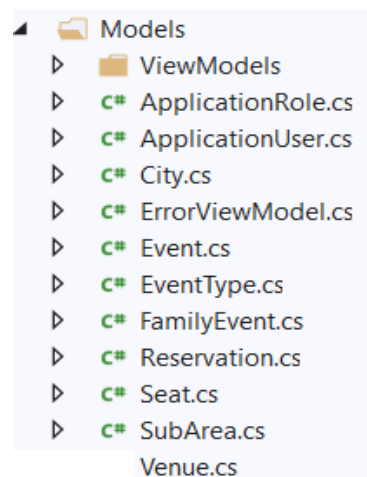 Models
ViewModels
C# ApplicationRole.cs
C# ApplicationUser.cs
C# City.cs
C# ErrorViewModel.cs
C# Event.cs
C# EventType.cs
C# FamilyEvent.cs
C# Reservation.cs
C# Seat.cs
C# SubArea.cs
Venue.cs